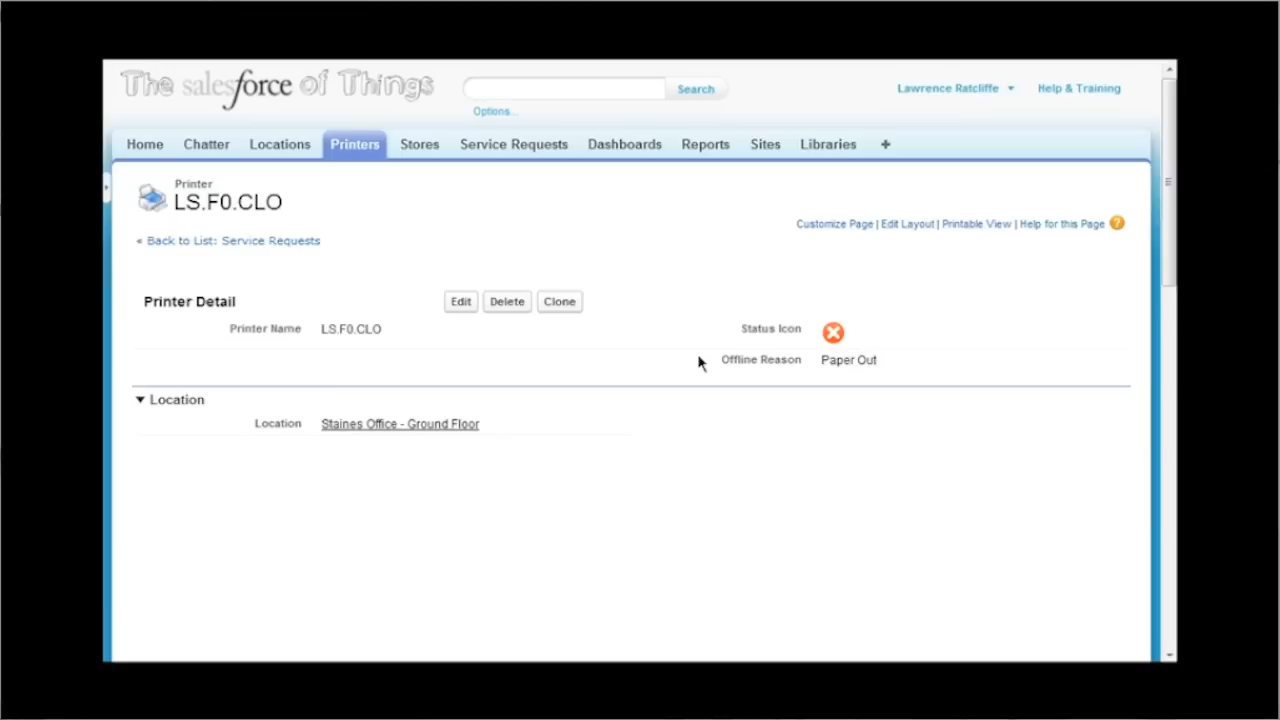 The salesforce of Things
Search
Options...
Lawrence Ratcliffe
Help & Training
Home Chatter Locations Printers Stores Service Requests Dashboards Reports Sites Libraries +
Printer
LS.F0.CLO
Customize Page | Edit Layout | Printable View | Help for this Page ?
« Back to List: Service Requests
Printer Detail
Edit Delete Clone
Printer Name LS.F0.CLO
Status Icon
Offline Reason Paper Out
Location
Location Staines Office - Ground Floor